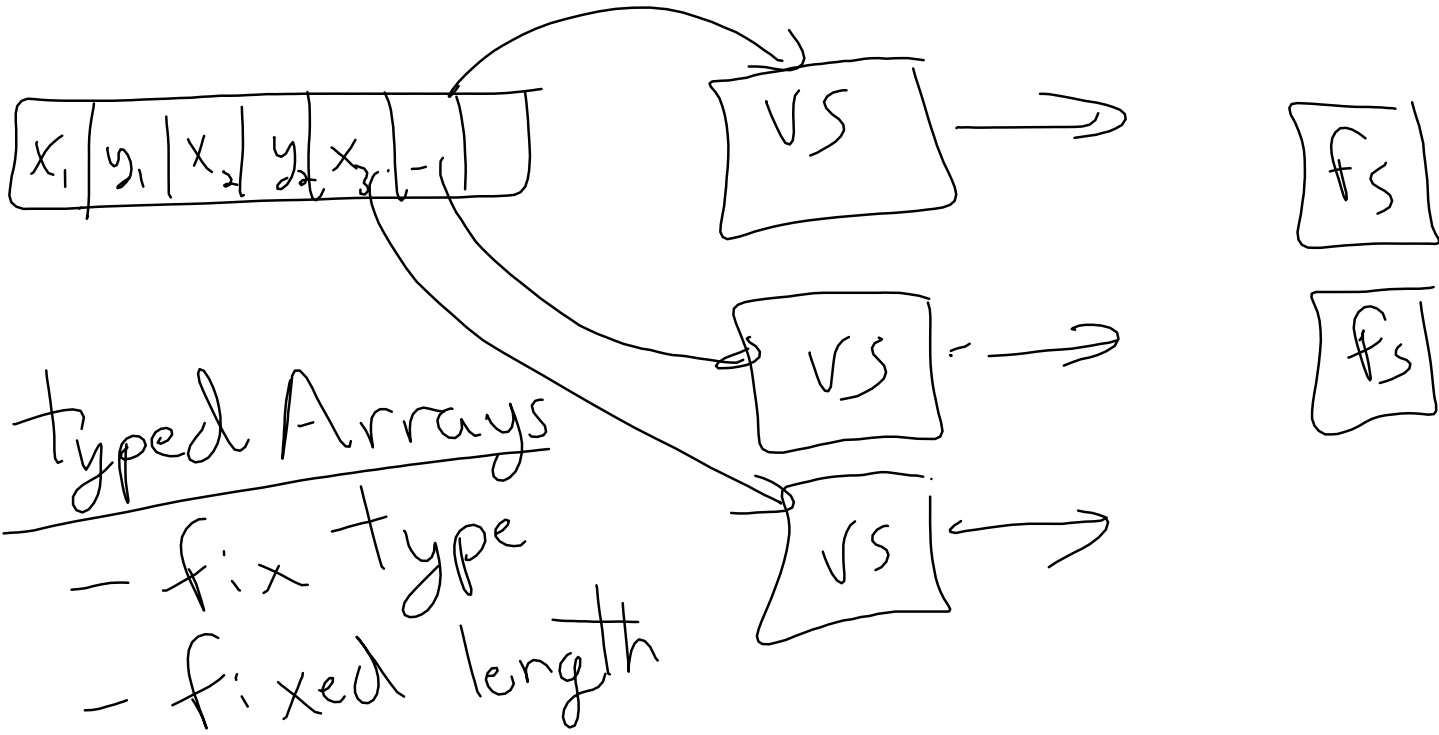 x₁ y₁ x₂ y₂ x₃ . . –
VS
fs
VS
fs
VS
typed Arrays
- fix type
- fixed length